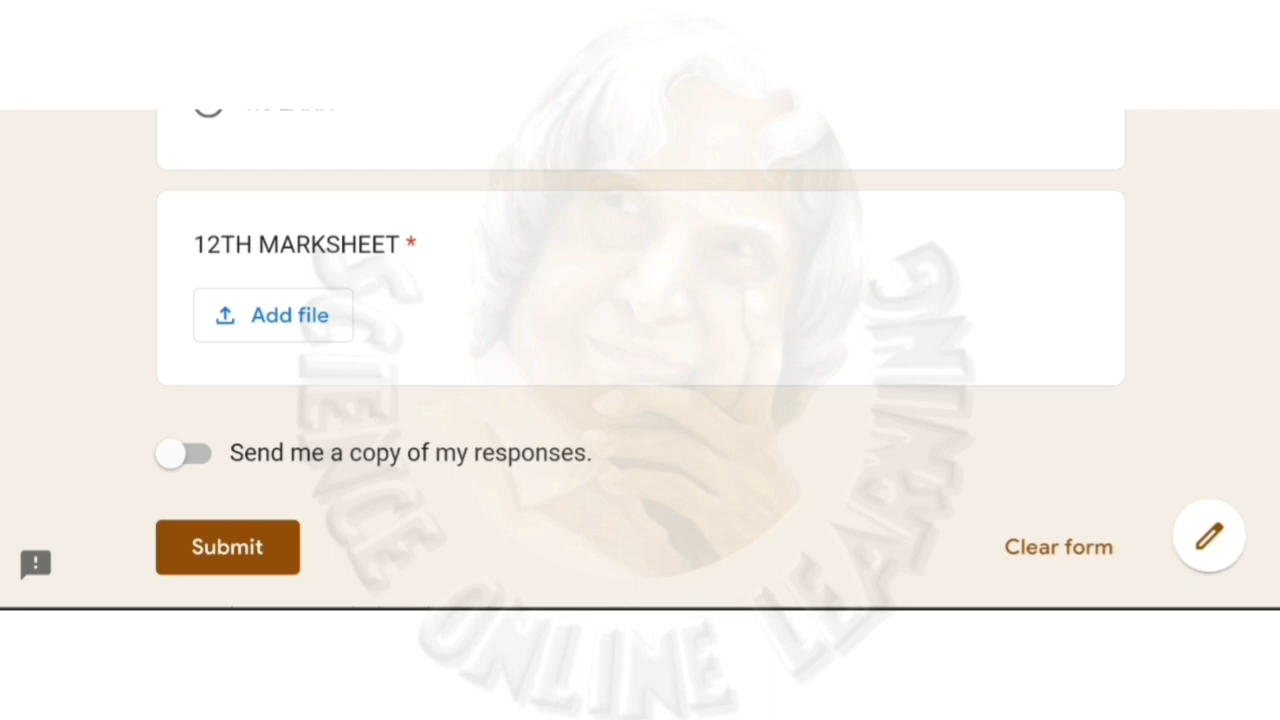 12TH MARKSHEET *
Add file
Send me a copy of my responses.
Submit
Clear form
SCIENCE ONLINE LEARNING